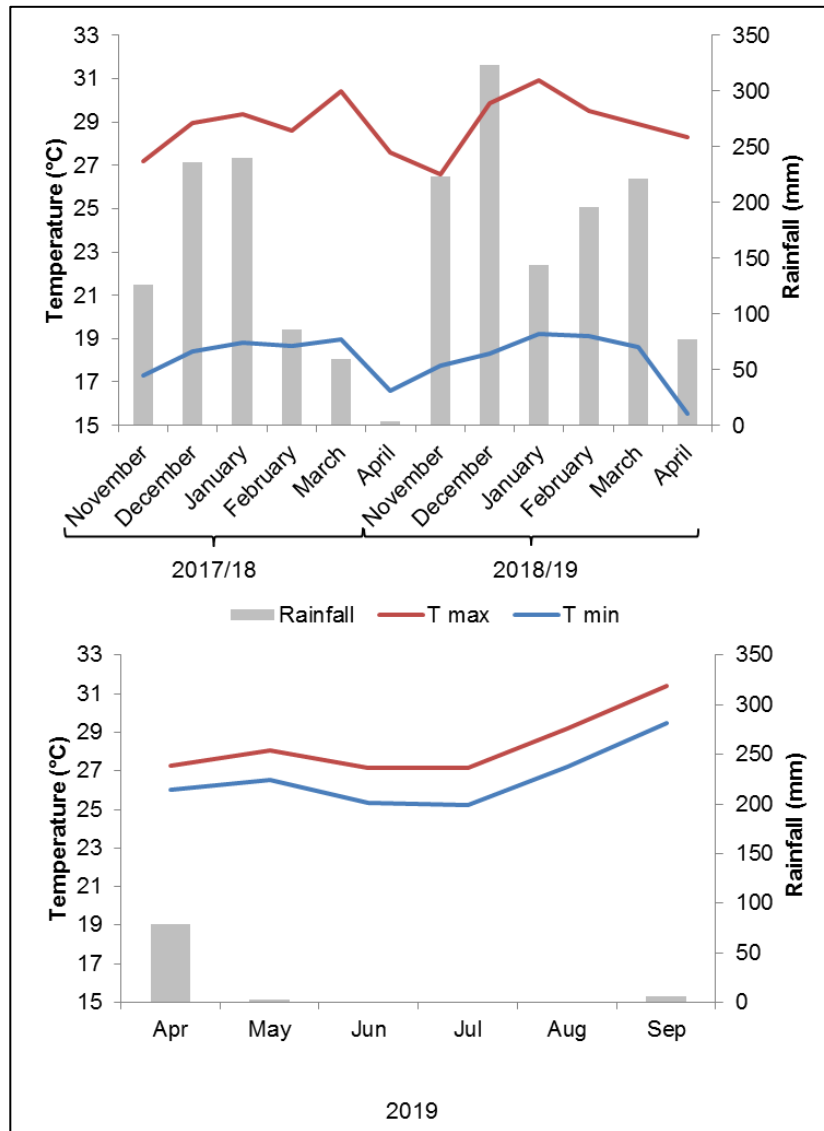 33
31
29
27
25
23
21
19
17
15
Temperature (°C)
350
300
250
200
150
100
50
0
Rainfall (mm)
November
December
January
February
March
April
November
December
January
February
March
April
2017/18
2018/19
Rainfall
T max
T min
33
31
29
27
25
23
21
19
17
15
Temperature (°C)
350
300
250
200
150
100
50
0
Rainfall (mm)
Apr
May
Jun
Jul
Aug
Sep
2019